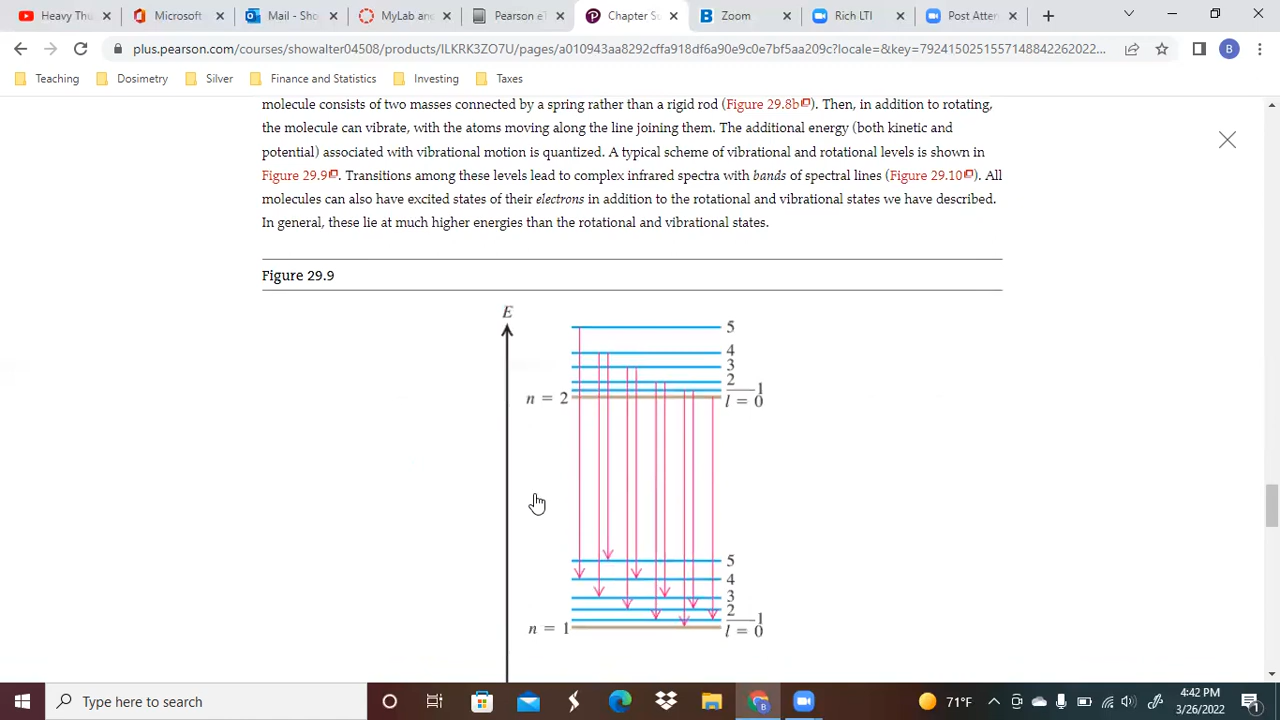 Heavy Thu
Microsoft
Mail - Sho
MyLab an
Pearson eT
Chapter Su
Zoom
Rich LTI
Post Atter
plus.pearson.com/courses/showalter04508/products/ILKRK3ZO7U/pages/a010943aa8292cffa918df6a90e9c0e7bf5aa209c?locale=&key=79241502515571488422620 22...
B
Teaching
Dosimetry
Silver
Finance and Statistics
Investing
Taxes
molecule consists of two masses connected by a spring rather than a rigid rod (Figure 29.8b). Then, in addition to rotating,
the molecule can vibrate, with the atoms moving along the line joining them. The additional energy (both kinetic and
potential) associated with vibrational motion is quantized. A typical scheme of vibrational and rotational levels is shown in
Figure 29.9. Transitions among these levels lead to complex infrared spectra with bands of spectral lines (Figure 29.10). All
molecules can also have excited states of their electrons in addition to the rotational and vibrational states we have described.
In general, these lie at much higher energies than the rotational and vibrational states.
Figure 29.9
E
5
4
3
2
1
n = 2
l = 0
5
4
3
2
1
n = 1
l = 0
Type here to search
71°F
4:42 PM
3/26/2022